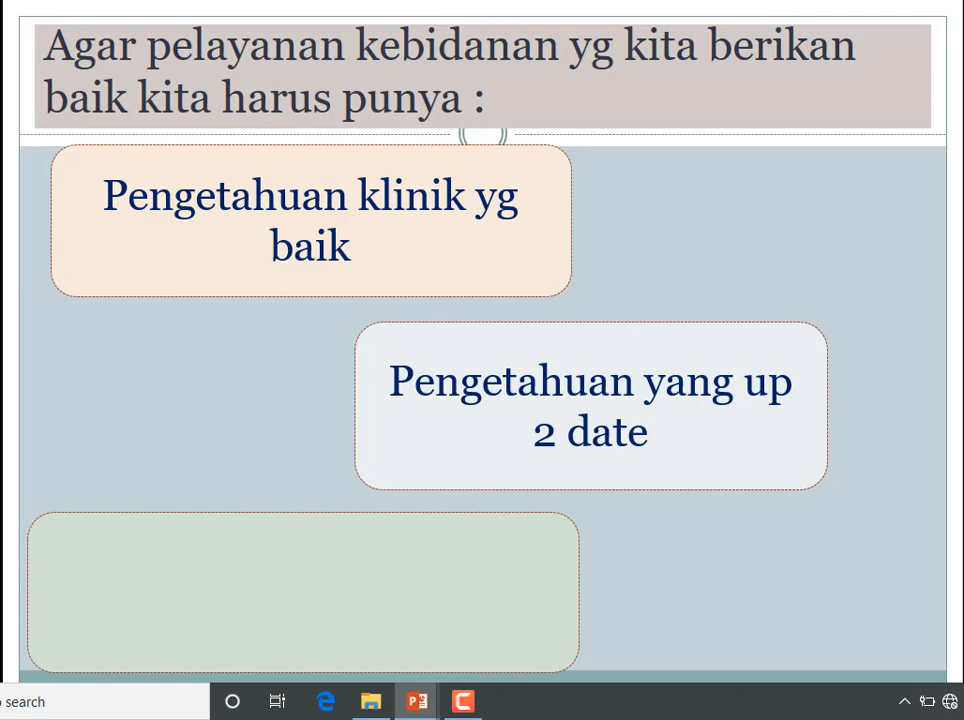 Agar pelayanan kebidanan yg kita berikan
baik kita harus punya :
Pengetahuan klinik yg
baik
Pengetahuan yang up
2 date
search